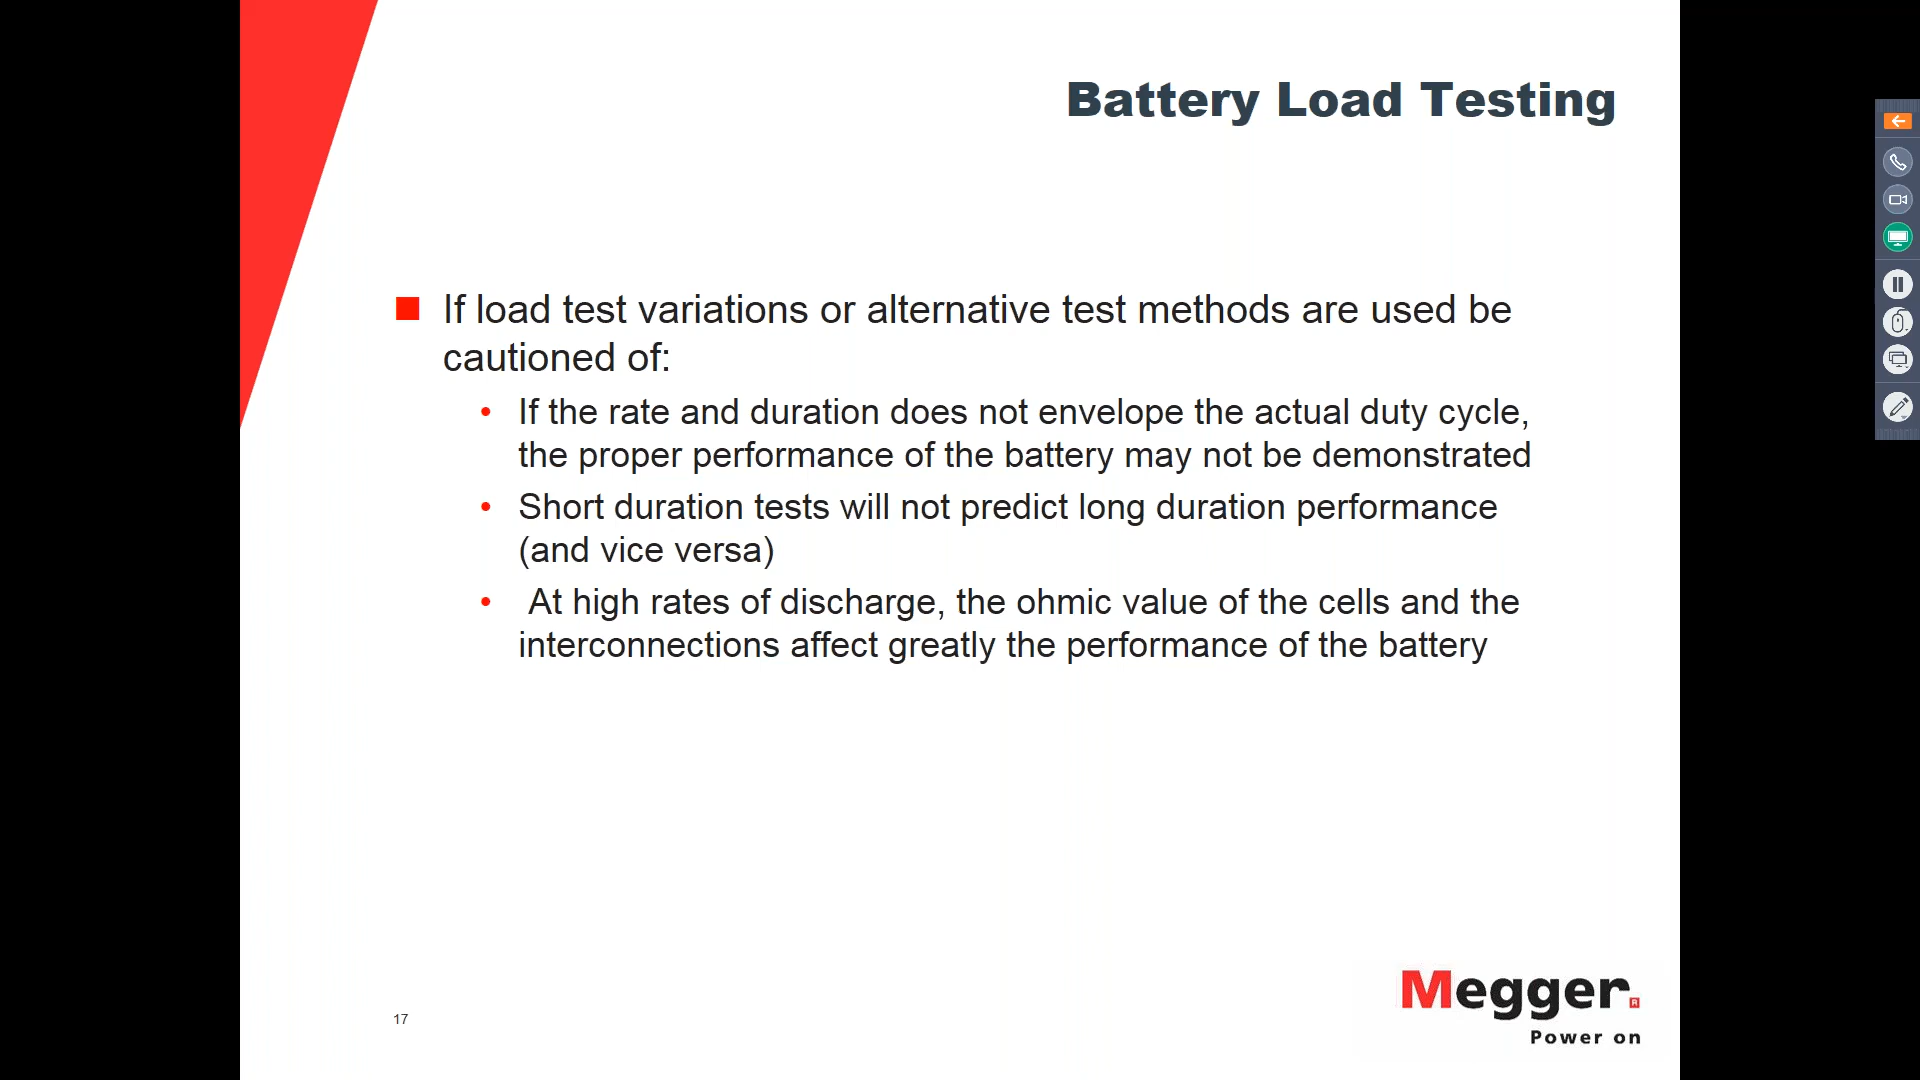 Battery Load Testing
If load test variations or alternative test methods are used be
cautioned of:
• If the rate and duration does not envelope the actual duty cycle,
the proper performance of the battery may not be demonstrated
• Short duration tests will not predict long duration performance
(and vice versa)
• At high rates of discharge, the ohmic value of the cells and the
interconnections affect greatly the performance of the battery
17
Megger.
Power on